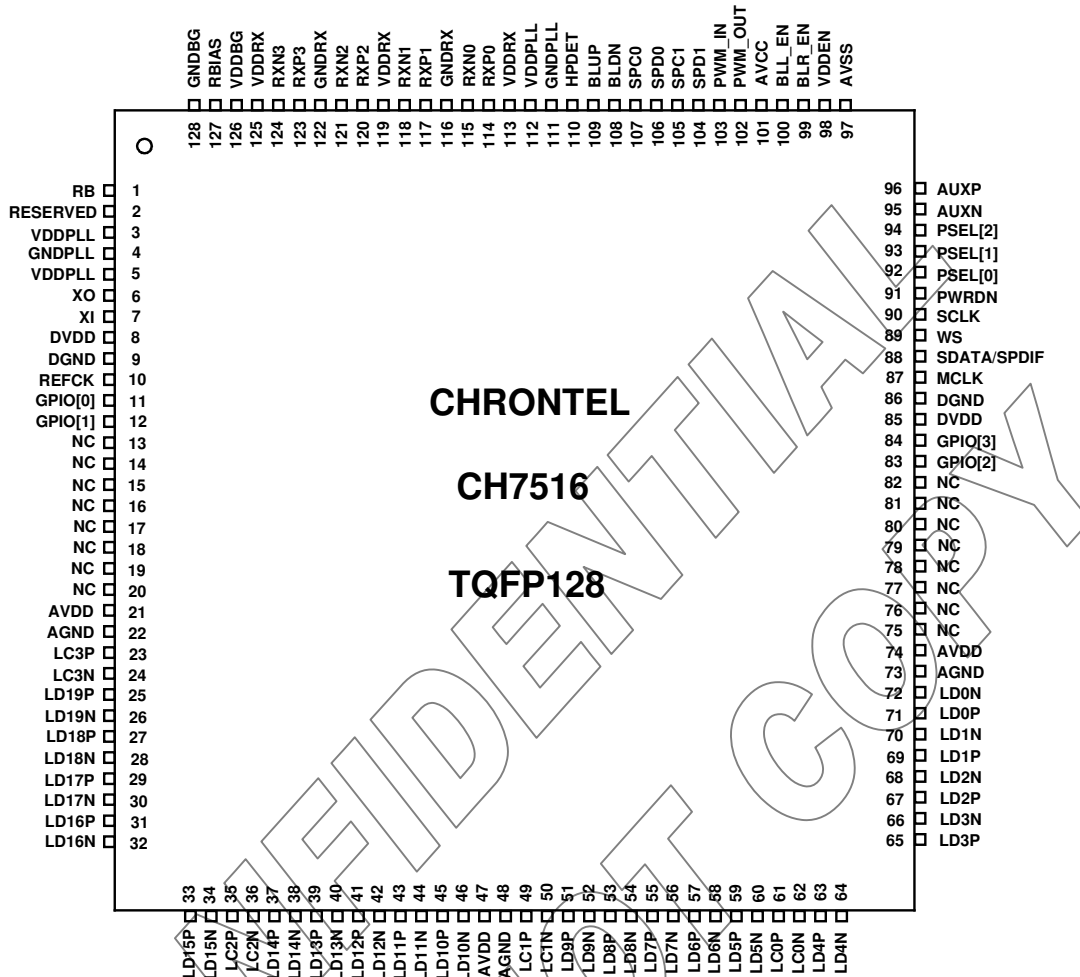 GNDBG RBIAS VDDBG VDDRX RXN3 RXP3 GNDRX RXN2 RXP2 VDDRX RXN1 RXP1 GNDRX RXN0 RXP0 VDDRX VDDPLL GNDPLL HPDET BLUP BLDN SPC0 SPD0 SPC1 SPD1 PWM_IN PWM_OUT AVCC BLL_EN BLR_EN VDDEN AVSS
128 127 126 125 124 123 122 121 120 119 118 117 116 115 114 113 112 111 110 109 108 107 106 105 104 103 102 101 100 99 98 97
RB 1
RESERVED 2
VDDPLL 3
GNDPLL 4
VDDPLL 5
XO 6
XI 7
DVDD 8
DGND 9
REFCK 10
GPIO[0] 11
GPIO[1] 12
NC 13
NC 14
NC 15
NC 16
NC 17
NC 18
NC 19
NC 20
AVDD 21
AGND 22
LC3P 23
LC3N 24
LD19P 25
LD19N 26
LD18P 27
LD18N 28
LD17P 29
LD17N 30
LD16P 31
LD16N 32
CHRONTEL
CH7516
TQFP128
96 AUXP
95 AUXN
94 PSEL[2]
93 PSEL[1]
92 PSEL[0]
91 PWRDN
90 SCLK
89 WS
88 SDATA/SPDIF
87 MCLK
86 DGND
85 DVDD
84 GPIO[3]
83 GPIO[2]
82 NC
81 NC
80 NC
79 NC
78 NC
77 NC
76 NC
75 NC
74 AVDD
73 AGND
72 LD0N
71 LD0P
70 LD1N
69 LD1P
68 LD2N
67 LD2P
66 LD3N
65 LD3P
33 34 35 36 37 38 39 40 41 42 43 44 45 46 47 48 49 50 51 52 53 54 55 56 57 58 59 60 61 62 63 64
LD15P LD15N LC2P LC2N LD14P LD14N LD13P LD13N LD12P LD12N LD11P LD11N LD10P LD10N AVDD AGND LC1P LC1N LD9P LD9N LD8P LD8N LD7P LD7N LD6P LD6N LD5P LD5N LC0P LC0N LD4P LD4N
NFIDENTIAL
OT COPY